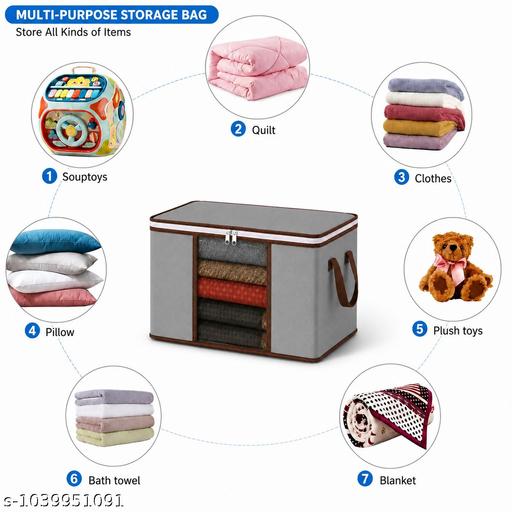 MULTI-PURPOSE STORAGE BAG
Store All Kinds of Items
2 Quilt
1 Souptoys
3 Clothes
4 Pillow
5 Plush toys
6 Bath towel
7 Blanket
s-1039951091